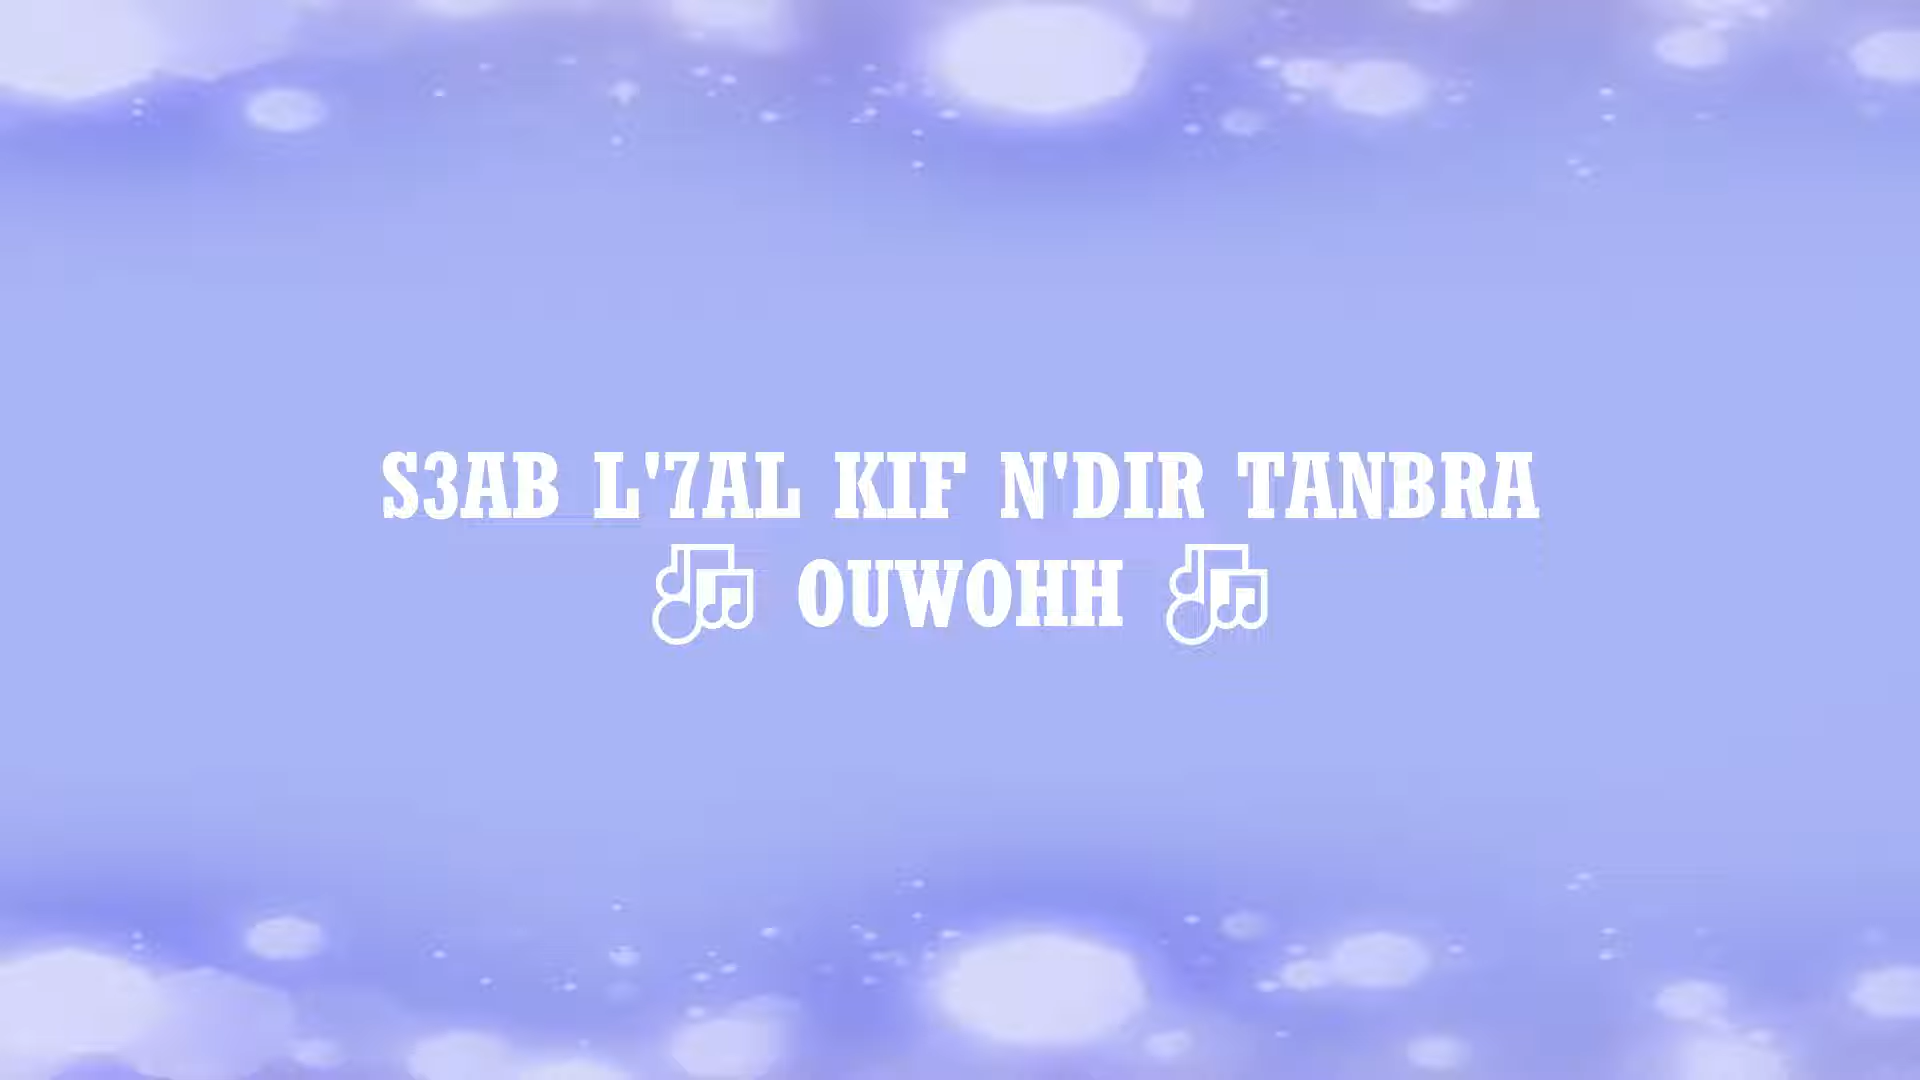 S3AB L'7AL KIF N'DIR TANBRA
🎶 OUWOHH 🎶